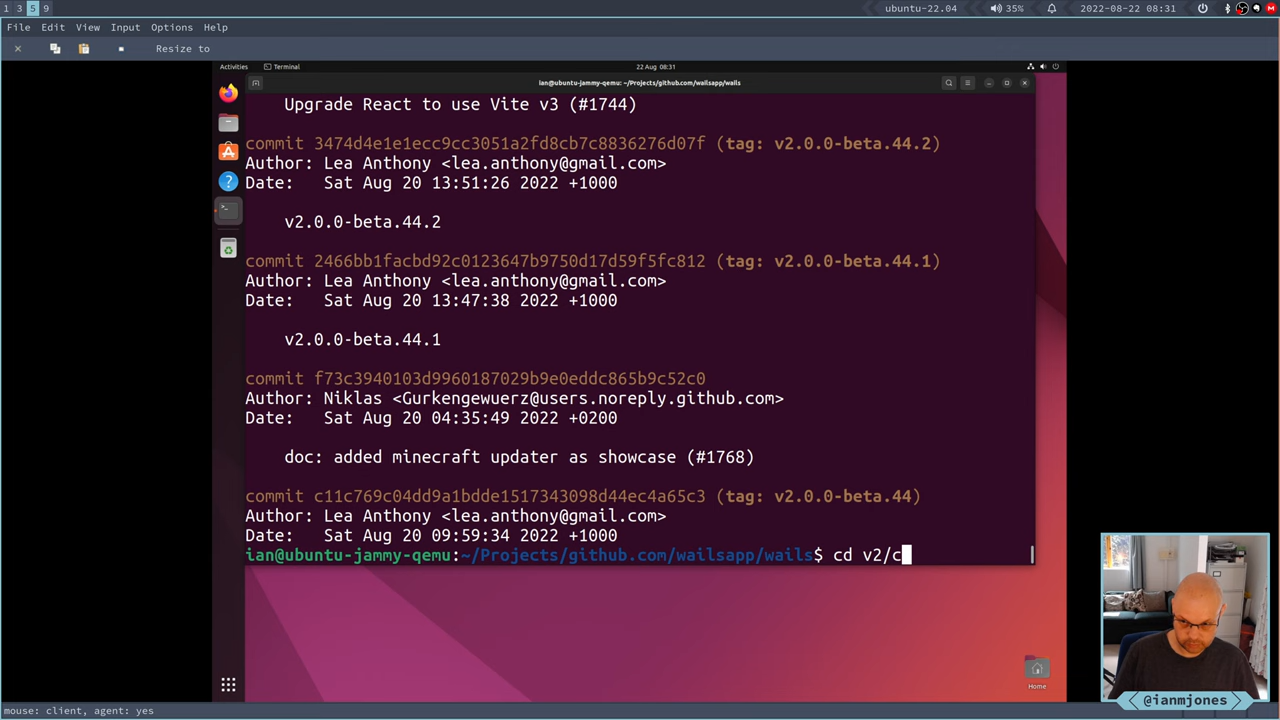 1 3 5 9 ubuntu-22.04 35% 2022-08-22 08:31
File Edit View Input Options Help
Resize to
Activities Terminal 22 Aug 08:31
ian@ubuntu-jammy-qemu: ~/Projects/github.com/wailsapp/wails
Upgrade React to use Vite v3 (#1744)
commit 3474d4e1e1ecc9cc3051a2fd8cb7c8836276d07f (tag: v2.0.0-beta.44.2)
Author: Lea Anthony <lea.anthony@gmail.com>
Date: Sat Aug 20 13:51:26 2022 +1000
v2.0.0-beta.44.2
commit 2466bb1facbd92c0123647b9750d17d59f5fc812 (tag: v2.0.0-beta.44.1)
Author: Lea Anthony <lea.anthony@gmail.com>
Date: Sat Aug 20 13:47:38 2022 +1000
v2.0.0-beta.44.1
commit f73c3940103d9960187029b9e0eddc865b9c52c0
Author: Niklas <Gurkengewuerz@users.noreply.github.com>
Date: Sat Aug 20 04:35:49 2022 +0200
doc: added minecraft updater as showcase (#1768)
commit c11c769c04dd9a1bdde1517343098d44ec4a65c3 (tag: v2.0.0-beta.44)
Author: Lea Anthony <lea.anthony@gmail.com>
Date: Sat Aug 20 09:59:34 2022 +1000
ian@ubuntu-jammy-qemu:~/Projects/github.com/wailsapp/wails$ cd v2/c
Home
@ianmjones
mouse: client, agent: yes